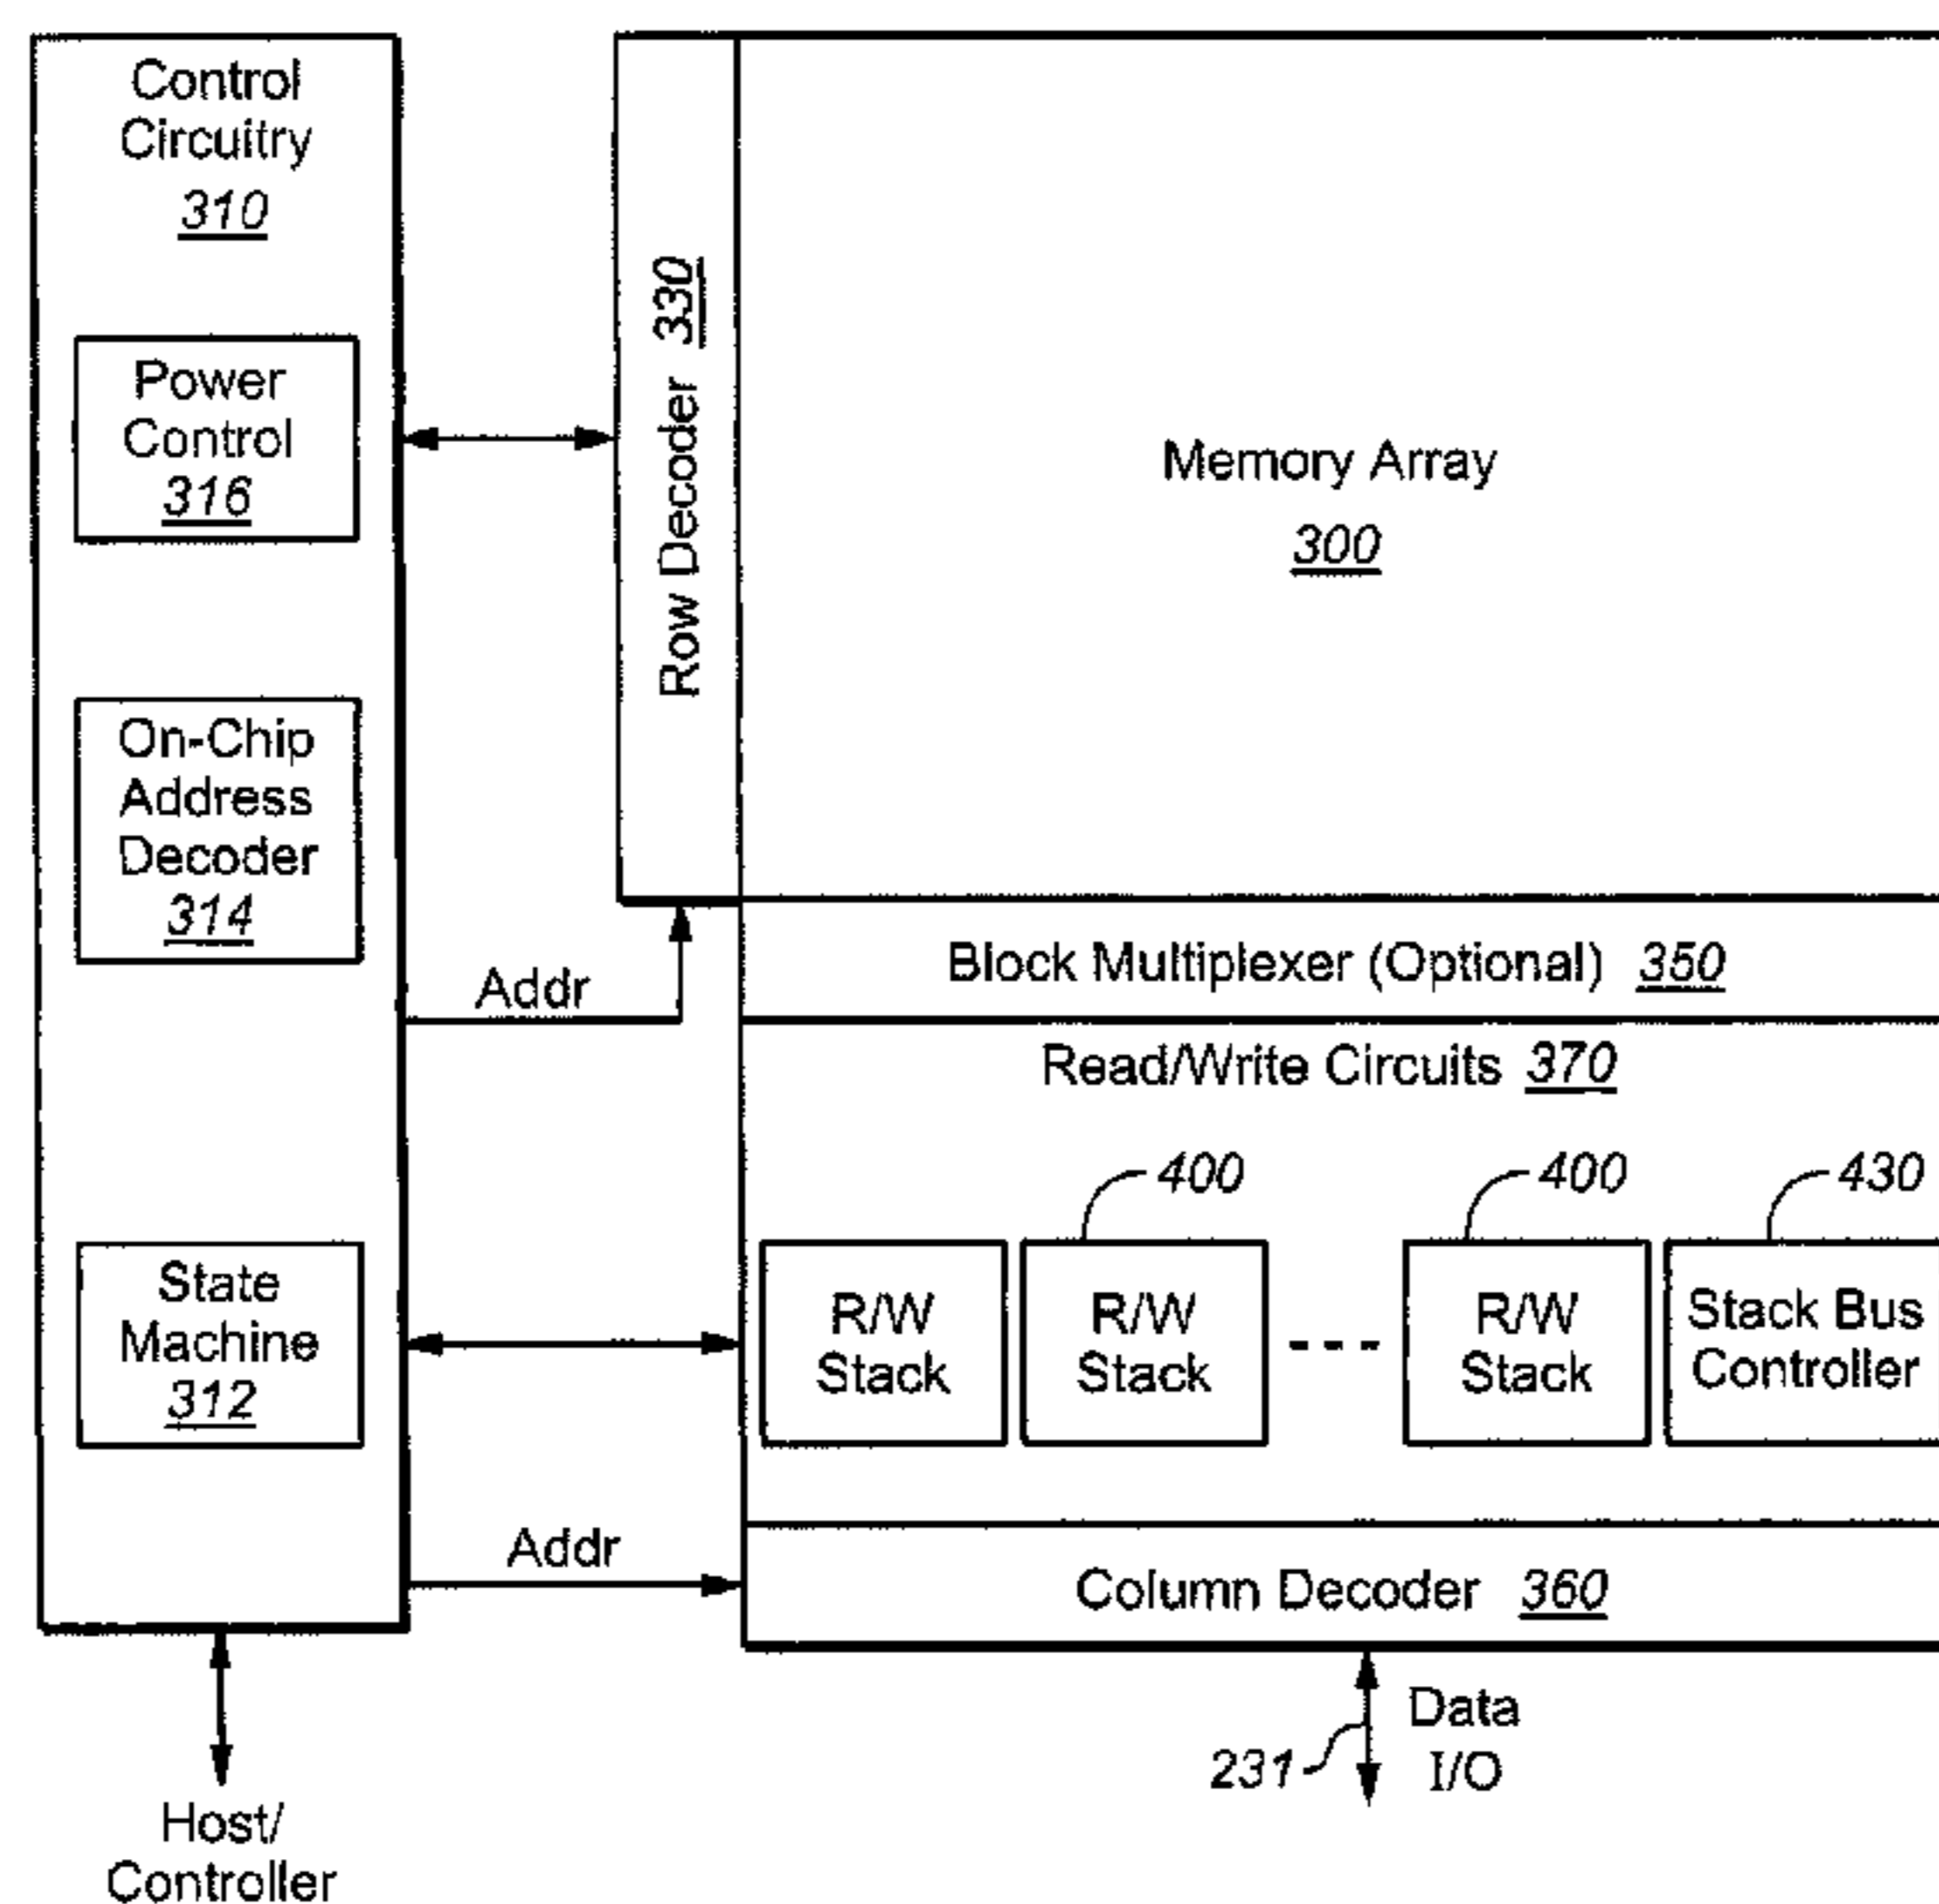 Control
Circuitry
310
Power
Control
316
On-Chip
Address
Decoder
314
State
Machine
312
Host/
Controller
Addr
Addr
Row Decoder 330
Memory Array
300
Block Multiplexer (Optional) 350
Read/Write Circuits 370
400
400
430
R/W
Stack
R/W
Stack
R/W
Stack
Stack Bus
Controller
Column Decoder 360
231
Data
I/O